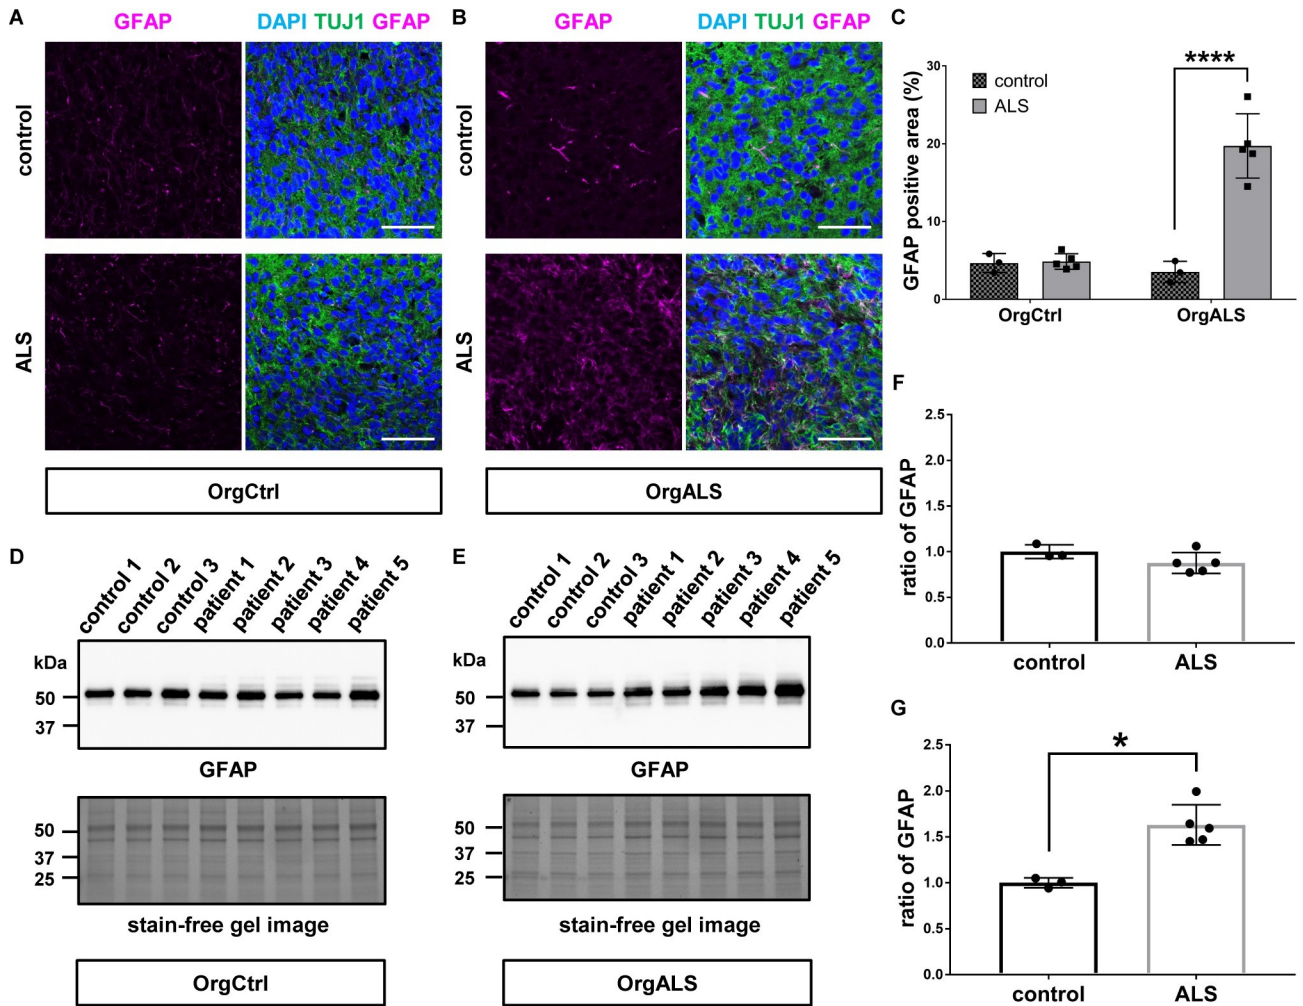 A GFAP DAPI TUJ1 GFAP
control
ALS
OrgCtrl
B GFAP DAPI TUJ1 GFAP
control
ALS
OrgALS
C
GFAP positive area (%)
30
20
10
0
control
ALS
****
OrgCtrl OrgALS
D
control 1 control 2 control 3 patient 1 patient 2 patient 3 patient 4 patient 5
kDa
50
37
GFAP
50
37
25
stain-free gel image
OrgCtrl
E
control 1 control 2 control 3 patient 1 patient 2 patient 3 patient 4 patient 5
kDa
50
37
GFAP
50
37
25
stain-free gel image
OrgALS
F
ratio of GFAP
2.5
2.0
1.5
1.0
0.5
0.0
control ALS
G
ratio of GFAP
2.5
2.0
1.5
1.0
0.5
0.0
*
control ALS